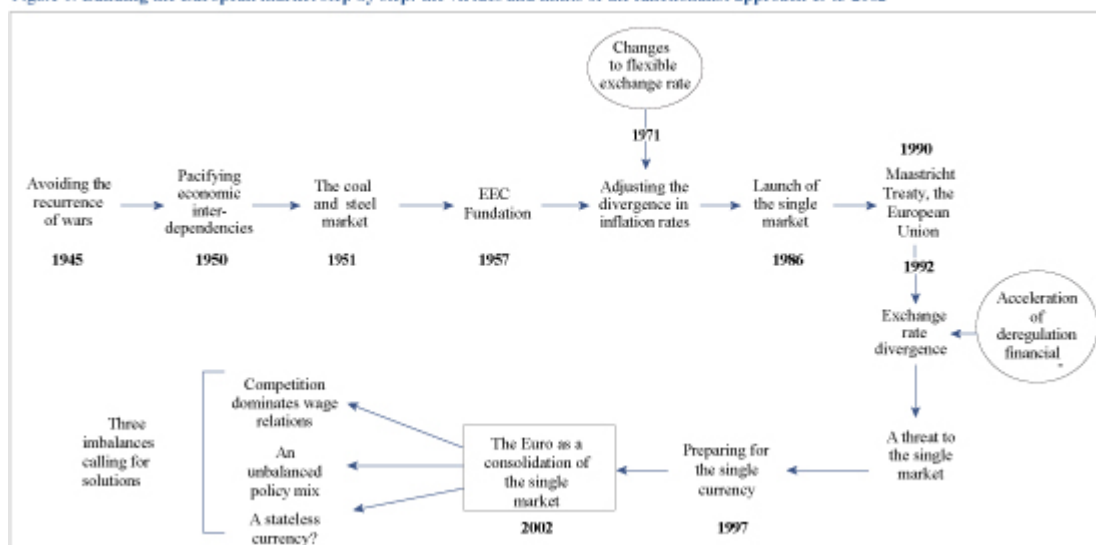 Changes
to flexible
exchange rate
1971
1990
Avoiding the
recurrence
of wars
1945
Pacifying
economic
inter-
dependencies
1950
The coal
and steel
market
1951
EEC
Fundation
1957
Adjusting the
divergence in
inflation rates
Launch of
the single
market
1986
Maastricht
Treaty, the
European
Union
1992
Exchange
rate
divergence
Acceleration
of
deregulation
financial
A threat to
the single
market
Preparing for
the single
currency
1997
The Euro as a
consolidation of
the single
market
2002
Competition
dominates wage
relations
An
unbalanced
policy mix
A stateless
currency?
Three
imbalances
calling for
solutions